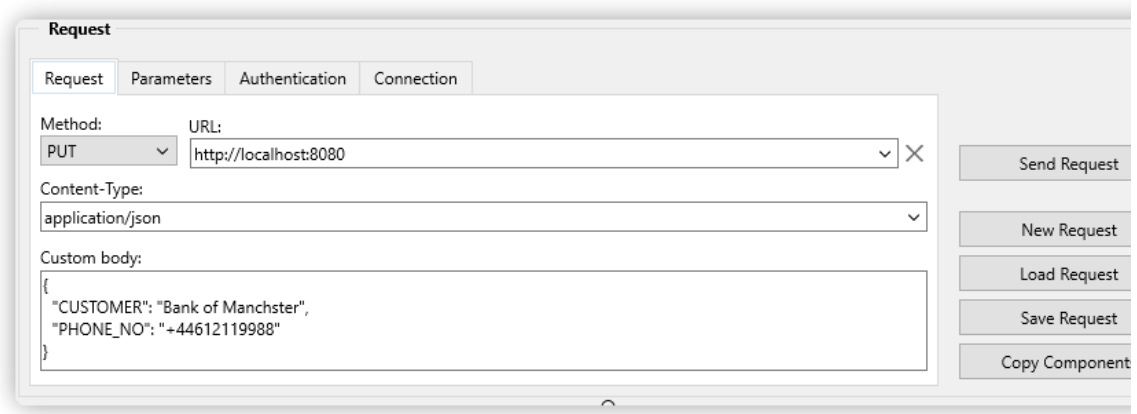 Request
Request Parameters Authentication Connection
Method: URL:
PUT http://localhost:8080
Send Request
Content-Type:
application/json
New Request
Custom body:
Load Request
{
"CUSTOMER": "Bank of Manchster",
"PHONE_NO": "+44612119988"
}
Save Request
Copy Component